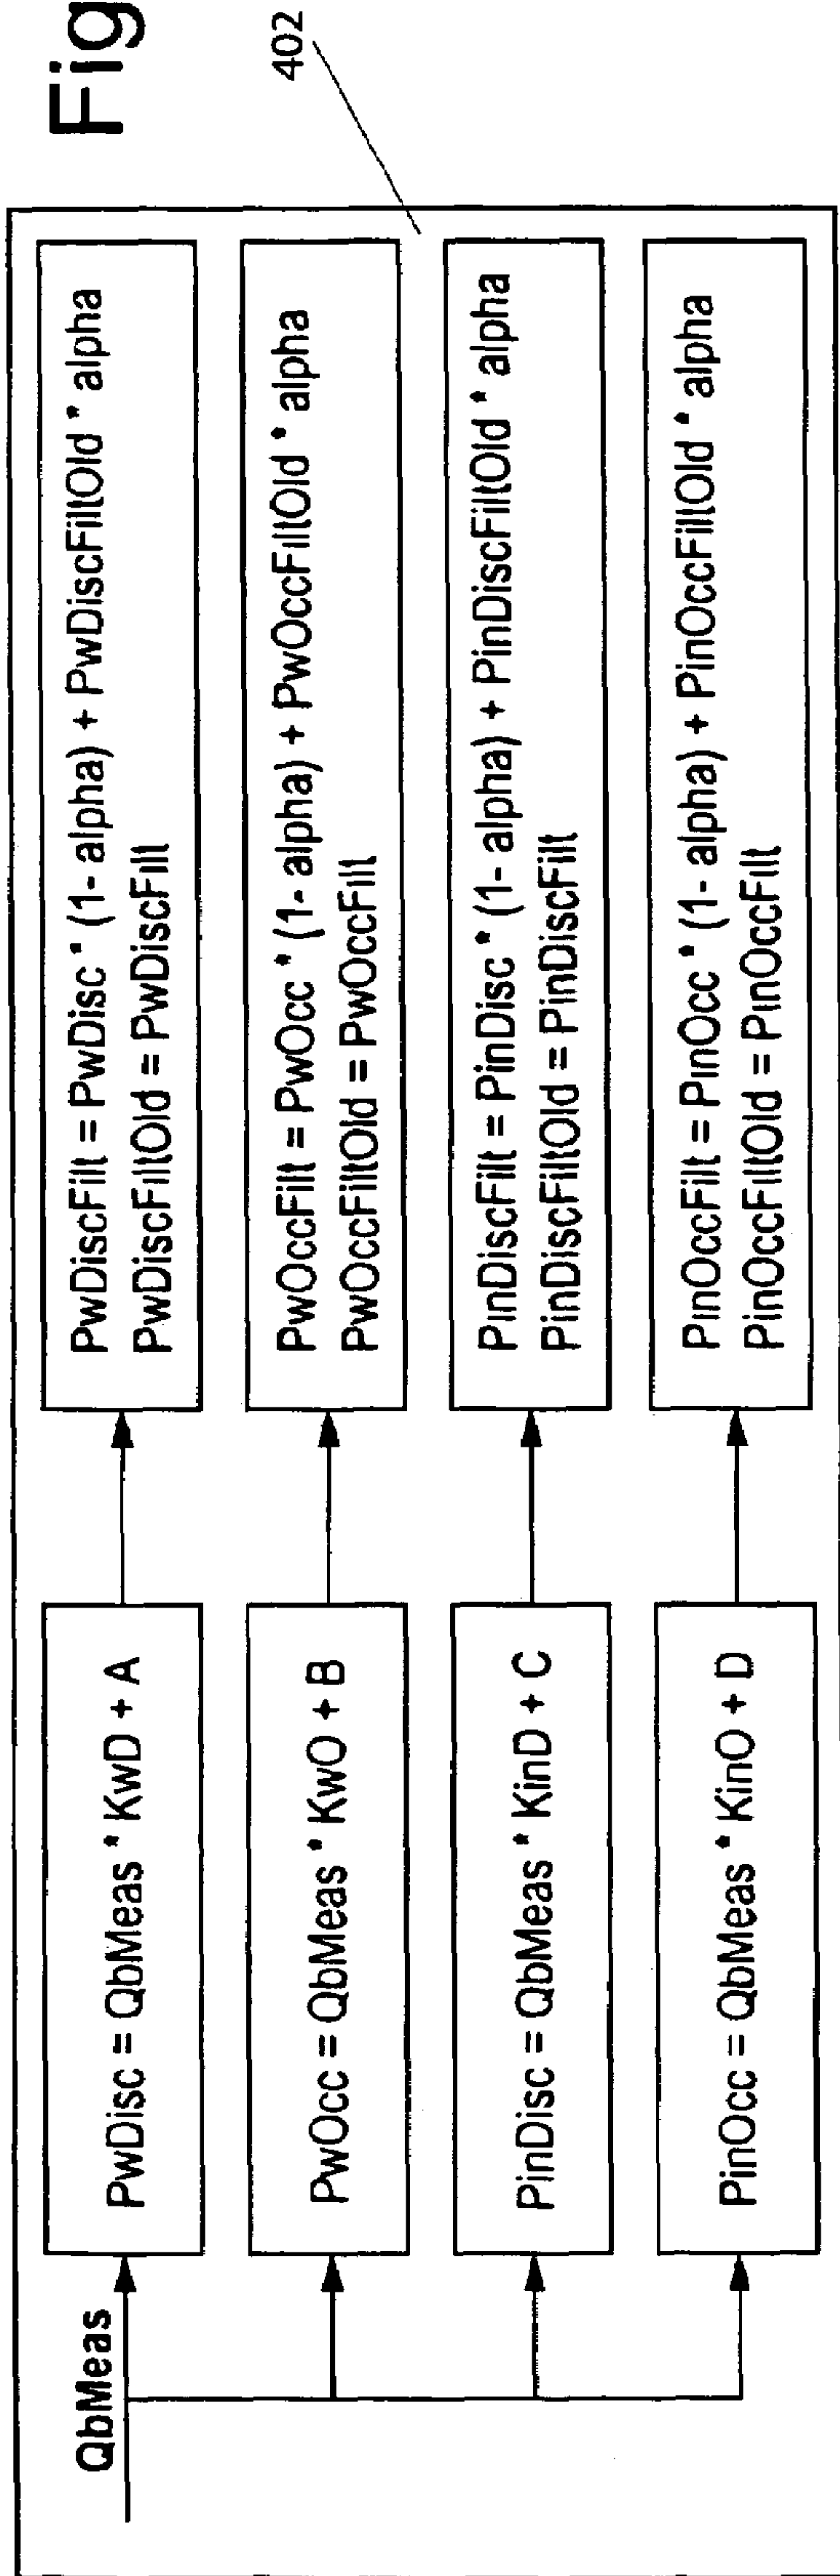 Fig
402
QbMeas
PwDisc = QbMeas * KwD + A
PwDiscFilt = PwDisc * (1- alpha) + PwDiscFiltOld * alpha
PwDiscFiltOld = PwDiscFilt
PwOcc = QbMeas * KwO + B
PwOccFilt = PwOcc * (1- alpha) + PwOccFiltOld * alpha
PwOccFiltOld = PwOccFilt
PinDisc = QbMeas * KinD + C
PinDiscFilt = PinDisc * (1- alpha) + PinDiscFiltOld * alpha
PinDiscFiltOld = PinDiscFilt
PinOcc = QbMeas * KinO + D
PinOccFilt = PinOcc * (1- alpha) + PinOccFiltOld * alpha
PinOccFiltOld = PinOccFilt